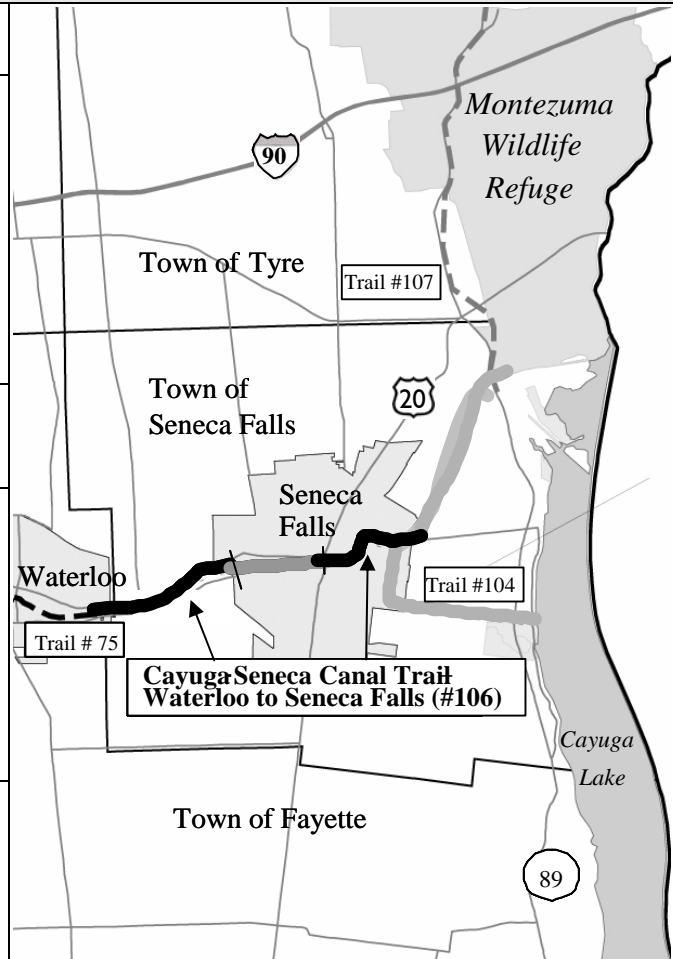 Montezuma
Wildlife
Refuge
90
Town of Tyre
Trail #107
Town of
Seneca Falls
20
Seneca
Falls
Waterloo
Trail #104
Trail # 75
Cayuga-Seneca Canal Trail-
Waterloo to Seneca Falls (#106)
Cayuga
Lake
Town of Fayette
89